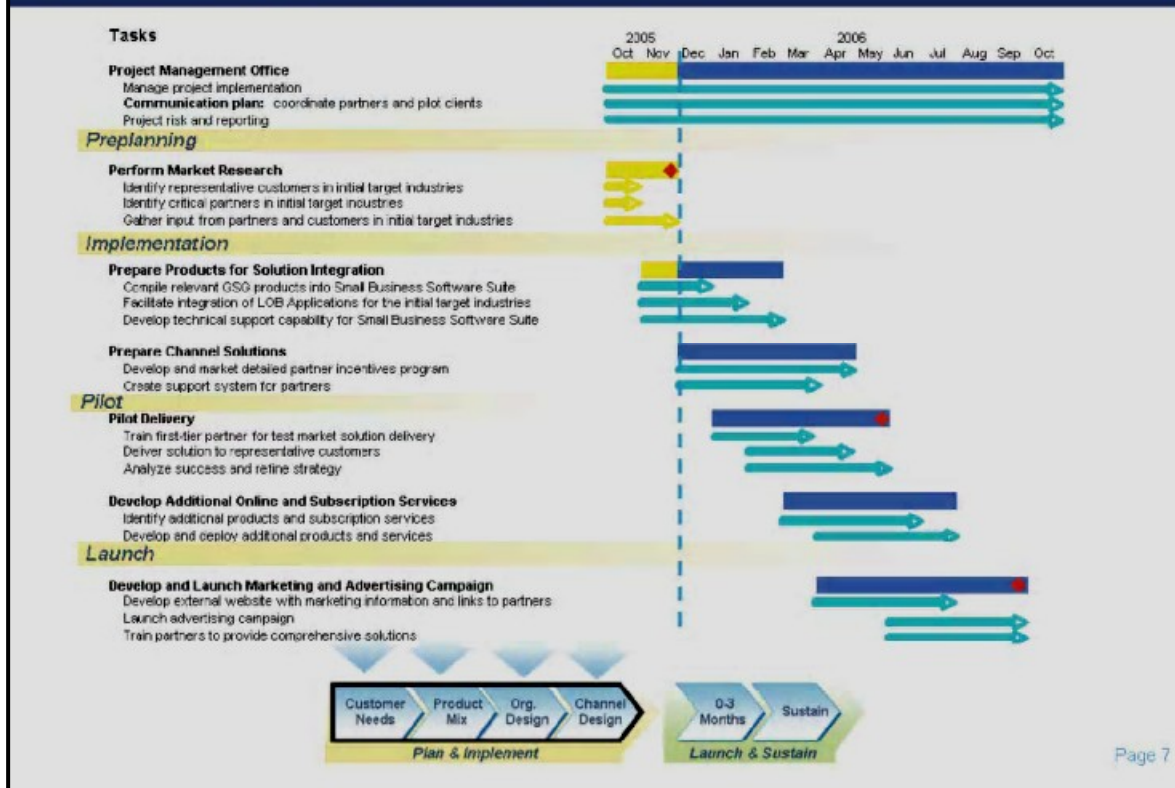 Tasks
2005 2006
Oct Nov Dec Jan Feb Mar Apr May Jun Jul Aug Sep Oct
Project Management Office
Manage project implementation
Communication plan: coordinate partners and pilot clients
Project risk and reporting
Preplanning
Perform Market Research
Identify representative customers in initial target industries
Identify critical partners in initial target industries
Gather input from partners and customers in initial target industries
Implementation
Prepare Products for Solution Integration
Compile relevant GSG products into Small Business Software Suite
Facilitate integration of LOB Applications for the initial target industries
Develop technical support capability for Small Business Software Suite
Prepare Channel Solutions
Develop and market detailed partner incentives program
Create support system for partners
Pilot
Pilot Delivery
Train first-tier partner for test market solution delivery
Deliver solution to representative customers
Analyze success and refine strategy
Develop Additional Online and Subscription Services
Identify additional products and subscription services
Develop and deploy additional products and services
Launch
Develop and Launch Marketing and Advertising Campaign
Develop external website with marketing information and links to partners
Launch advertising campaign
Train partners to provide comprehensive solutions
Customer Needs
Product Mix
Org. Design
Channel Design
0-3 Months
Sustain
Plan & Implement
Launch & Sustain
Page 7